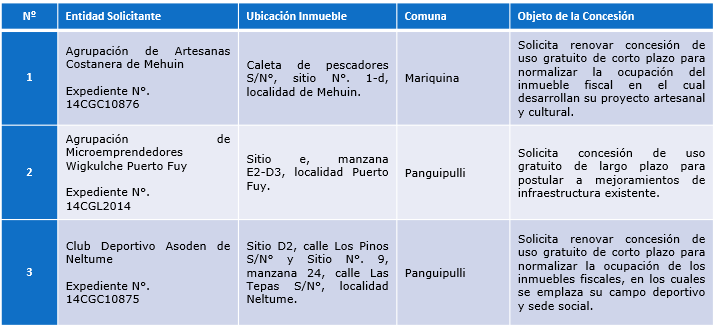 Nº Entidad Solicitante Ubicación Inmueble Comuna Objeto de la Concesión
1
Agrupación de Artesanas
Costanera de Mehuin
Expediente N°.
14CGC10876
Caleta de pescadores
S/N°, sitio N°. 1-d,
localidad de Mehuin.
Mariquina
Solicita renovar concesión de
uso gratuito de corto plazo para
normalizar la ocupación del
inmueble fiscal en el cual
desarrollan su proyecto artesanal
y cultural.
2
Agrupación de
Microemprendedores
Wigkulche Puerto Fuy
Expediente N°.
14CGL2014
Sitio e, manzana
E2-D3, localidad Puerto
Fuy.
Panguipulli
Solicita concesión de uso
gratuito de largo plazo para
postular a mejoramientos de
infraestructura existente.
3
Club Deportivo Asoden de
Neltume
Expediente N°.
14CGC10875
Sitio D2, calle Los Pinos
S/N° y Sitio N°. 9,
manzana 24, calle Las
Tepas S/N°, localidad
Neltume.
Panguipulli
Solicita renovar concesión de
uso gratuito de corto plazo para
normalizar la ocupación de los
inmuebles fiscales, en los cuales
se emplaza su campo deportivo
y sede social.